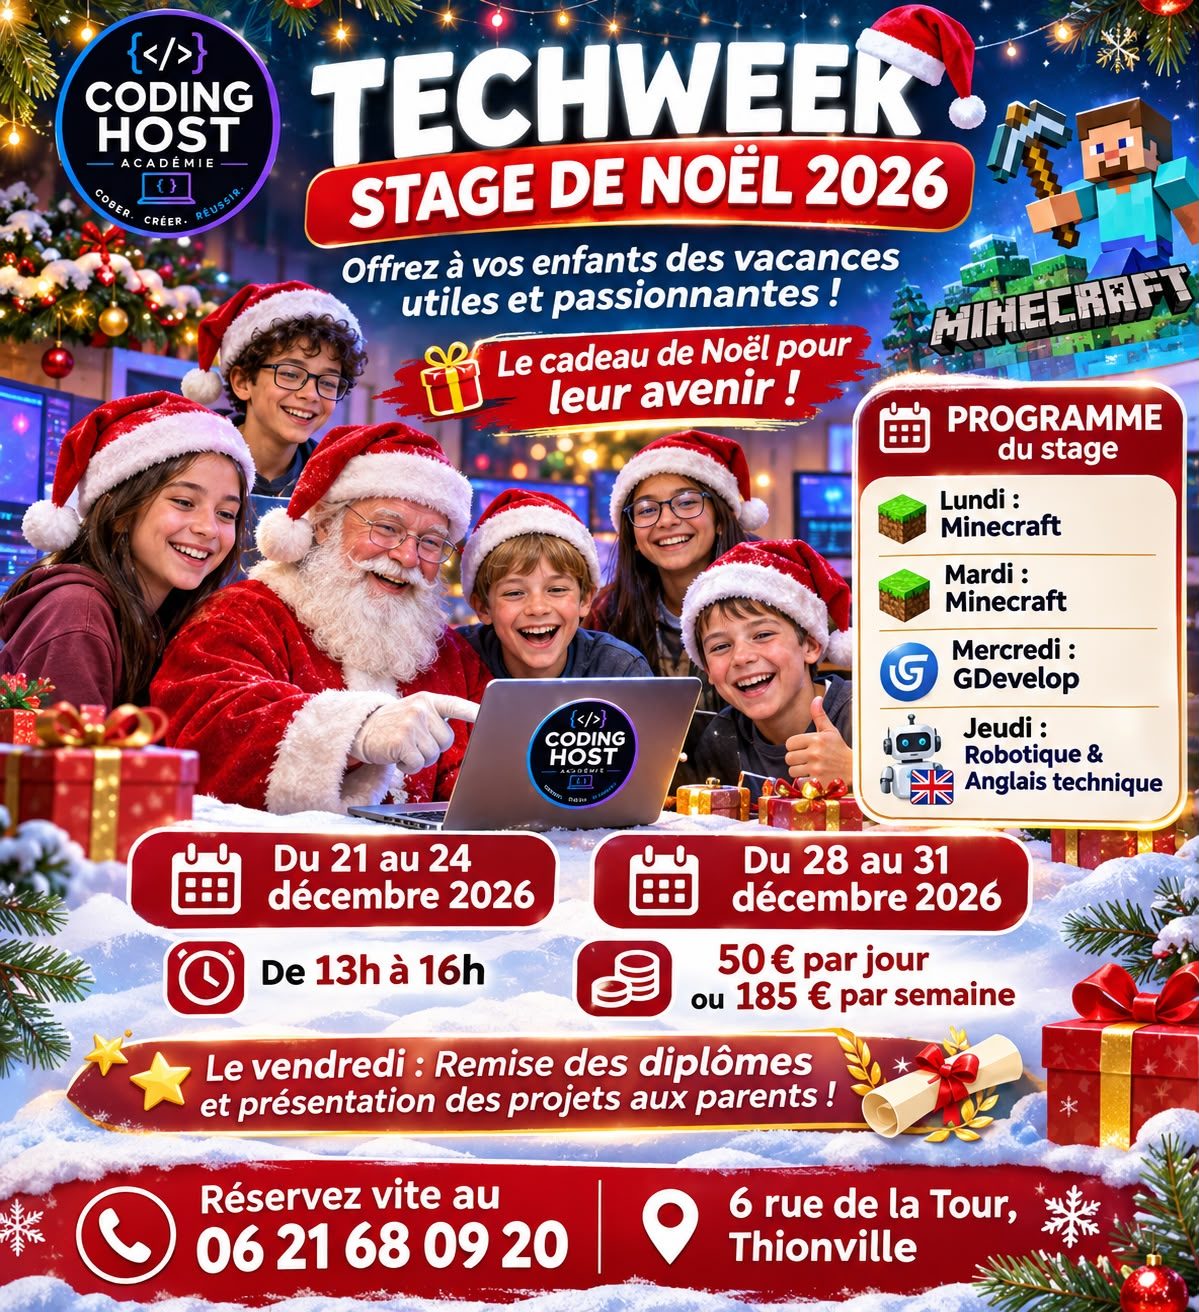 {</>}
CODING
HOST
ACADÉMIE
{ }
COBER. CRÉER. RÉUSSIR.
TECHWEEK
STAGE DE NOËL 2026
Offrez à vos enfants des vacances
utiles et passionnantes !
MINECRAFT
Le cadeau de Noël pour
leur avenir !
PROGRAMME
du stage
Lundi :
Minecraft
Mardi :
Minecraft
Mercredi :
GDevelop
Jeudi :
Robotique &
Anglais technique
{</>}
CODING
HOST
ACADÉMIE
Du 21 au 24
décembre 2026
Du 28 au 31
décembre 2026
De 13h à 16h
50 € par jour
ou 185 € par semaine
Le vendredi : Remise des diplômes
et présentation des projets aux parents !
Réservez vite au
06 21 68 09 20
6 rue de la Tour,
Thionville